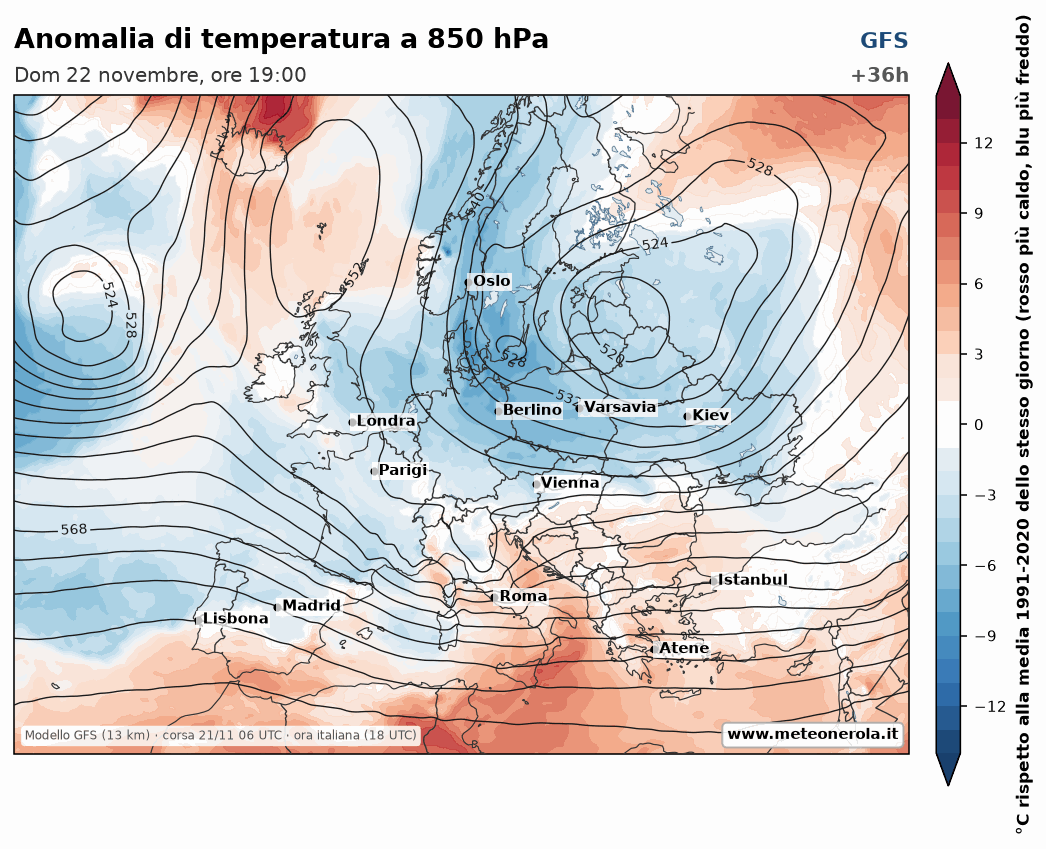 Anomalia di temperatura a 850 hPa
GFS
Dom 22 novembre, ore 19:00
+36h
528
540
524
552
524
528
528
520
532
568
Oslo
Londra
Berlino
Varsavia
Kiev
Parigi
Vienna
Istanbul
Roma
Madrid
Lisbona
Atene
Modello GFS (13 km) · corsa 21/11 06 UTC · ora italiana (18 UTC)
www.meteonerola.it
12
9
6
3
0
−3
−6
−9
−12
°C rispetto alla media 1991-2020 dello stesso giorno (rosso più caldo, blu più freddo)